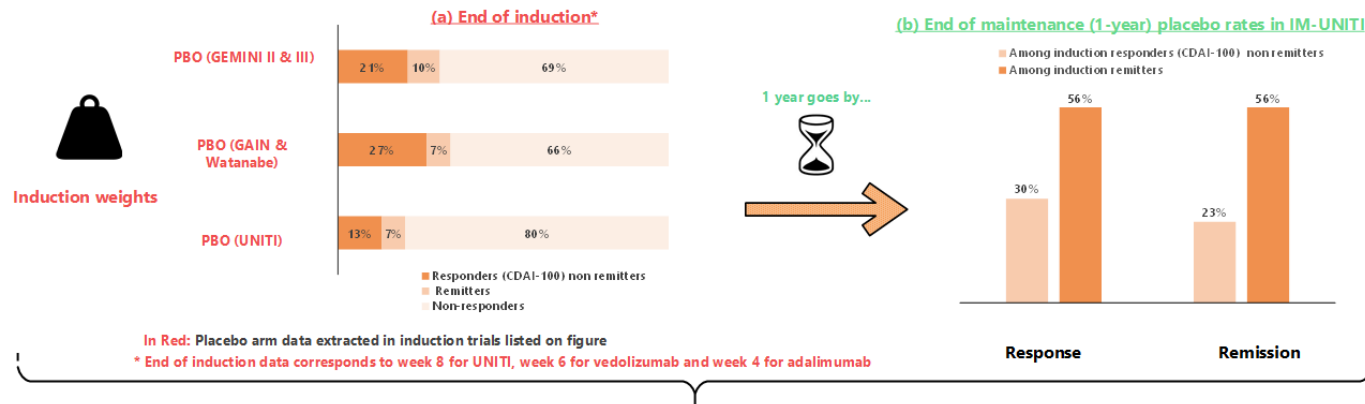 (a) End of induction*
PBO (GEMINI II & III)
21% 10% 69%
PBO (GAIN &
Watanabe)
27% 7% 66%
Induction weights
PBO (UNITI)
13% 7% 80%
Responders (CDAI-100) non remitters
Remitters
Non-responders
In Red: Placebo arm data extracted in induction trials listed on figure
* End of induction data corresponds to week 8 for UNITI, week 6 for vedolizumab and week 4 for adalimumab
1 year goes by...
(b) End of maintenance (1-year) placebo rates in IM-UNITI
Among induction responders (CDAI-100) non remitters
Among induction remitters
56% 56%
30% 23%
Response Remission